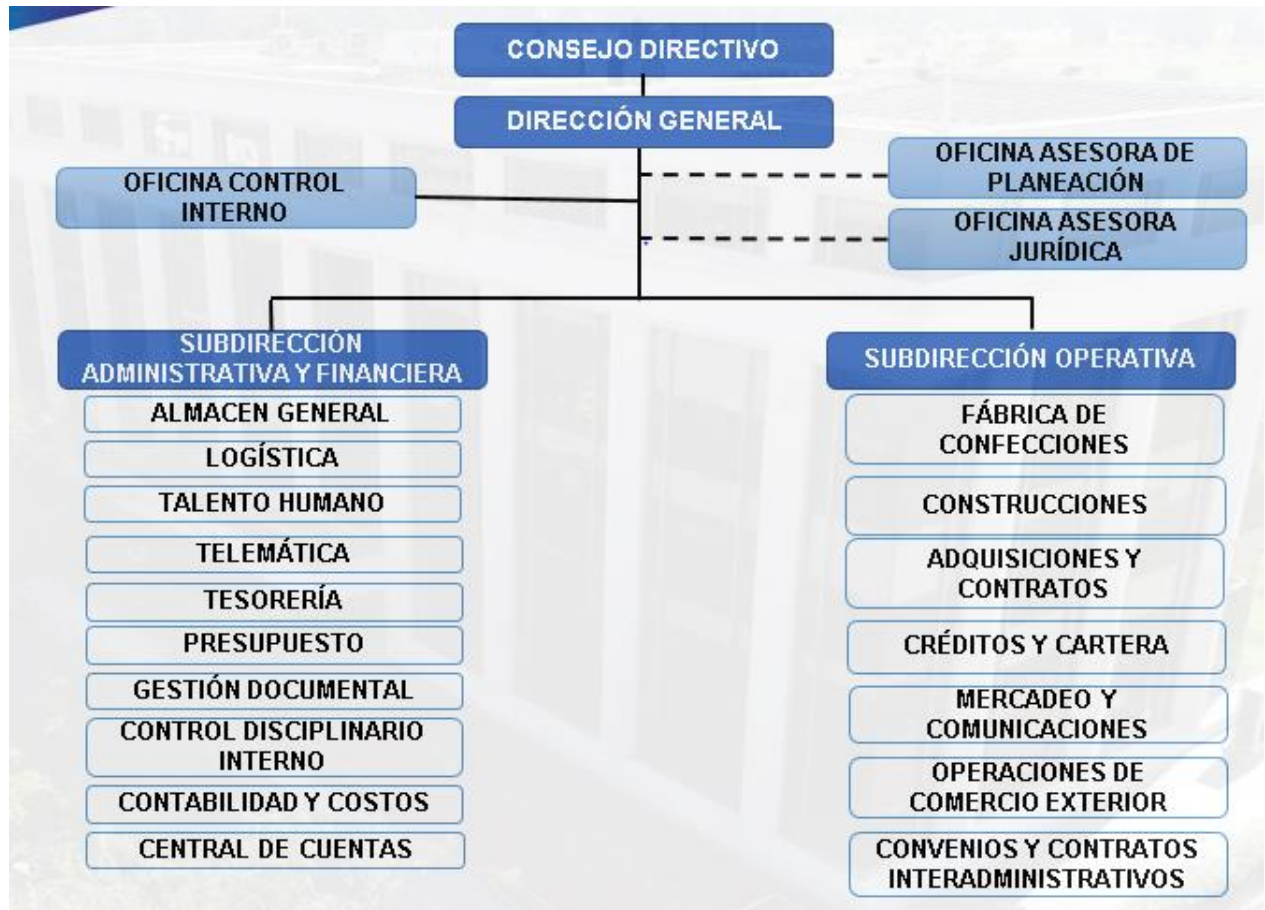 CONSEJO DIRECTIVO
DIRECCIÓN GENERAL
OFICINA CONTROL
INTERNO
OFICINA ASESORA DE
PLANEACIÓN
OFICINA ASESORA
JURÍDICA
SUBDIRECCIÓN
ADMINISTRATIVA Y FINANCIERA
ALMACEN GENERAL
LOGÍSTICA
TALENTO HUMANO
TELEMÁTICA
TESORERÍA
PRESUPUESTO
GESTIÓN DOCUMENTAL
CONTROL DISCIPLINARIO
INTERNO
CONTABILIDAD Y COSTOS
CENTRAL DE CUENTAS
SUBDIRECCIÓN OPERATIVA
FÁBRICA DE
CONFECCIONES
CONSTRUCCIONES
ADQUISICIONES Y
CONTRATOS
CRÉDITOS Y CARTERA
MERCADEO Y
COMUNICACIONES
OPERACIONES DE
COMERCIO EXTERIOR
CONVENIOS Y CONTRATOS
INTERADMINISTRATIVOS